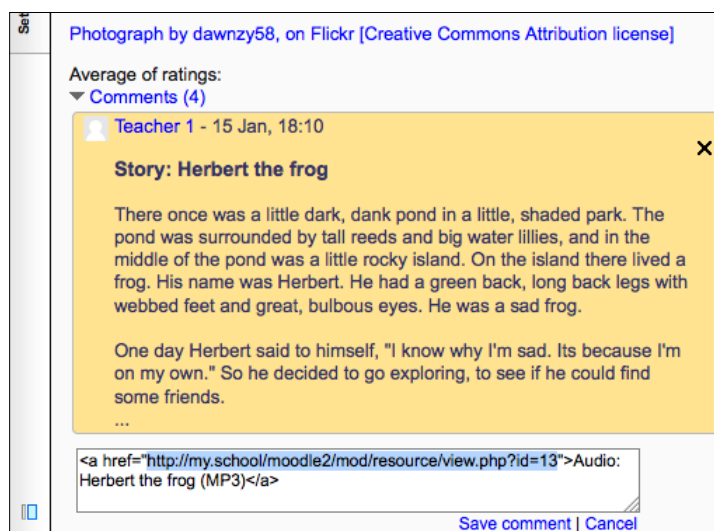 Set
Photograph by dawnzy58, on Flickr [Creative Commons Attribution license]
Average of ratings:
Comments (4)
Teacher 1 - 15 Jan, 18:10
Story: Herbert the frog
There once was a little dark, dank pond in a little, shaded park. The
pond was surrounded by tall reeds and big water lillies, and in the
middle of the pond was a little rocky island. On the island there lived a
frog. His name was Herbert. He had a green back, long back legs with
webbed feet and great, bulbous eyes. He was a sad frog.
One day Herbert said to himself, "I know why I'm sad. Its because I'm
on my own." So he decided to go exploring, to see if he could find
some friends.
...
<a href="http://my.school/moodle2/mod/resource/view.php?id=13">Audio:
Herbert the frog (MP3)</a>
Save comment | Cancel